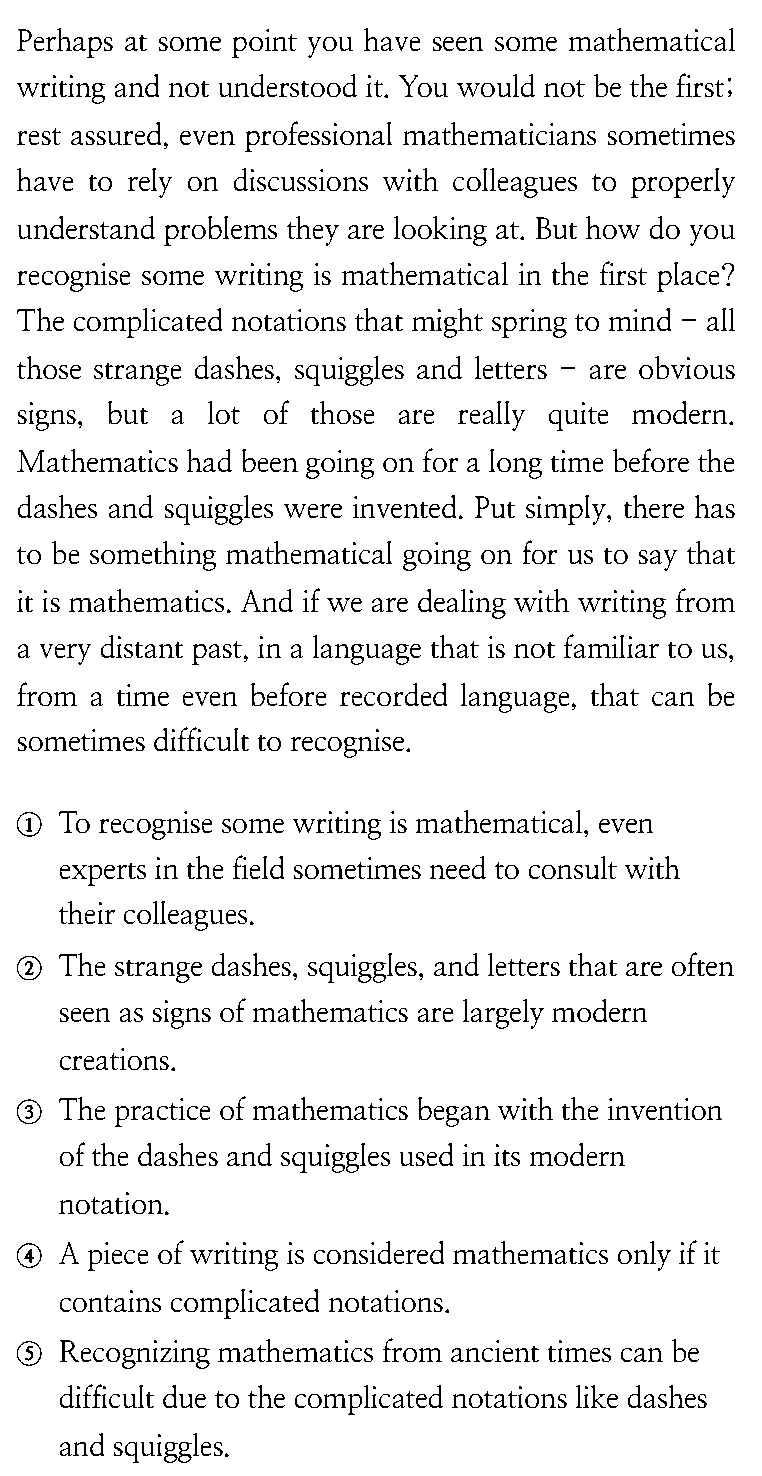 Perhaps at some point you have seen some mathematical
writing and not understood it. You would not be the first;
rest assured, even professional mathematicians sometimes
have to rely on discussions with colleagues to properly
understand problems they are looking at. But how do you
recognise some writing is mathematical in the first place?
The complicated notations that might spring to mind – all
those strange dashes, squiggles and letters – are obvious
signs, but a lot of those are really quite modern.
Mathematics had been going on for a long time before the
dashes and squiggles were invented. Put simply, there has
to be something mathematical going on for us to say that
it is mathematics. And if we are dealing with writing from
a very distant past, in a language that is not familiar to us,
from a time even before recorded language, that can be
sometimes difficult to recognise.
① To recognise some writing is mathematical, even
experts in the field sometimes need to consult with
their colleagues.
② The strange dashes, squiggles, and letters that are often
seen as signs of mathematics are largely modern
creations.
③ The practice of mathematics began with the invention
of the dashes and squiggles used in its modern
notation.
④ A piece of writing is considered mathematics only if it
contains complicated notations.
⑤ Recognizing mathematics from ancient times can be
difficult due to the complicated notations like dashes
and squiggles.